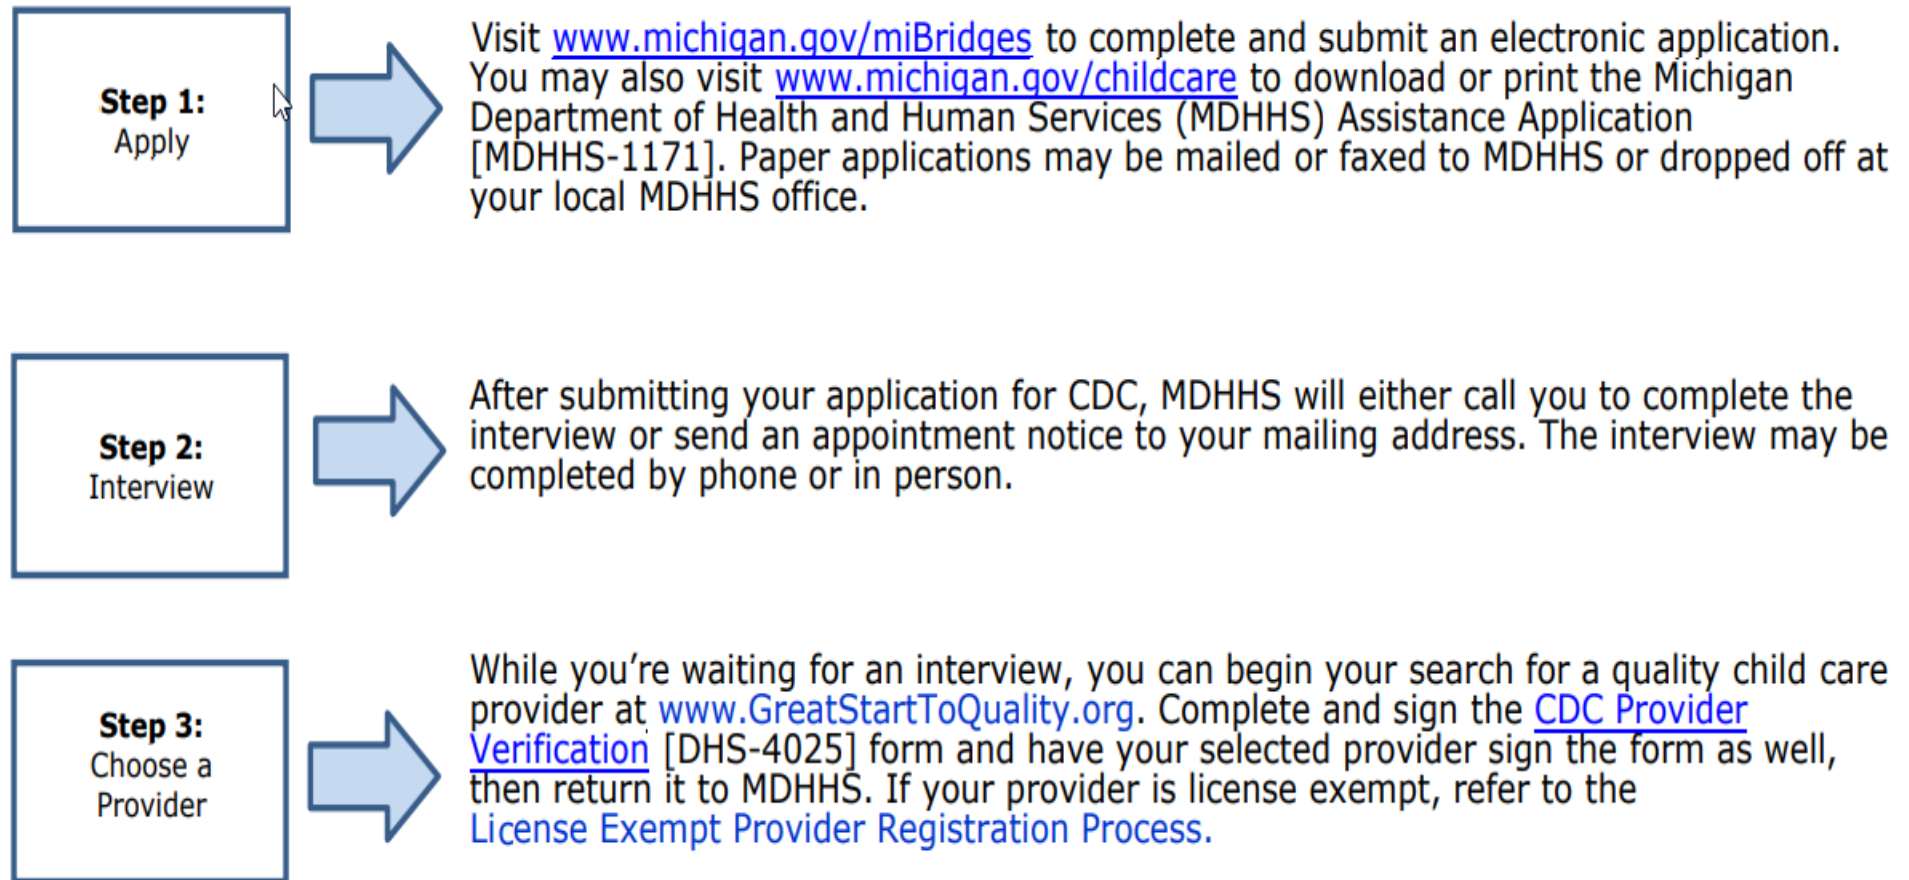 Step 1:
Apply
Visit www.michigan.gov/miBridges to complete and submit an electronic application.
You may also visit www.michigan.gov/childcare to download or print the Michigan
Department of Health and Human Services (MDHHS) Assistance Application
[MDHHS-1171]. Paper applications may be mailed or faxed to MDHHS or dropped off at
your local MDHHS office.
Step 2:
Interview
After submitting your application for CDC, MDHHS will either call you to complete the
interview or send an appointment notice to your mailing address. The interview may be
completed by phone or in person.
Step 3:
Choose a
Provider
While you’re waiting for an interview, you can begin your search for a quality child care
provider at www.GreatStartToQuality.org. Complete and sign the CDC Provider
Verification [DHS-4025] form and have your selected provider sign the form as well,
then return it to MDHHS. If your provider is license exempt, refer to the
License Exempt Provider Registration Process.